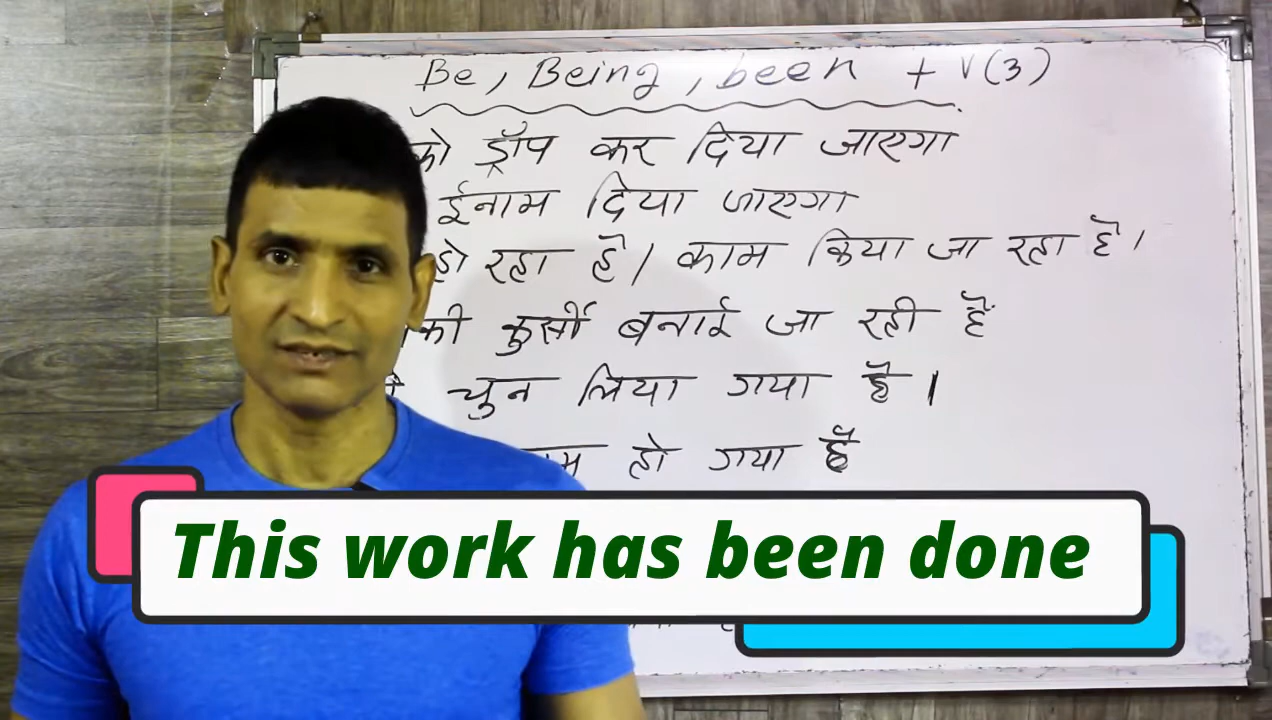 Be, Being, been + V(3)
को ड्रॉप कर दिया जाएगा
ईनाम दिया जाएगा
हो रहा है। काम किया जा रहा है।
की कुर्सी बनाई जा रही है
चुन लिया गया है।
हो गया है
This work has been done